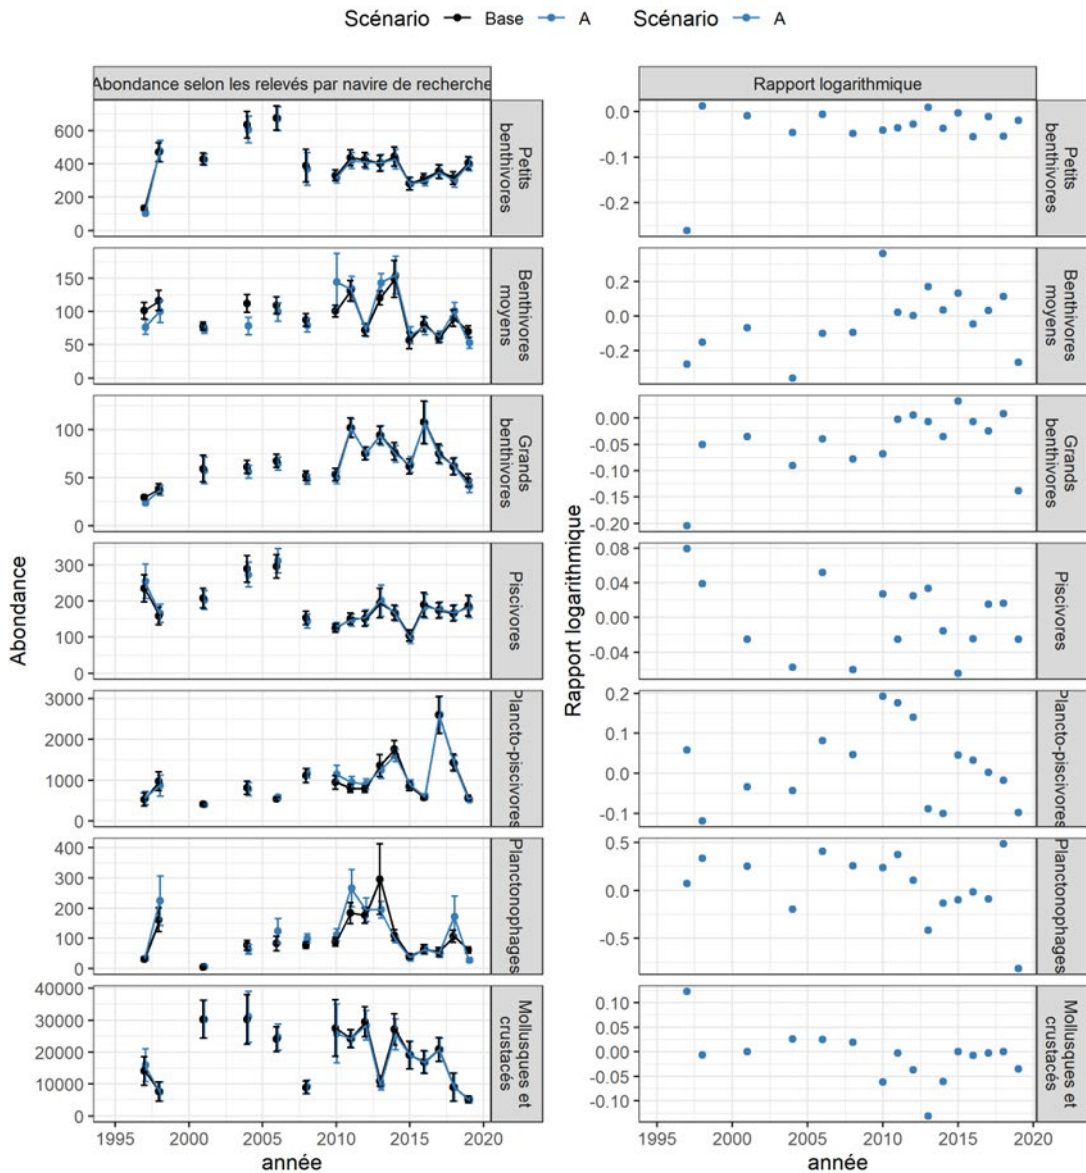 Scénario Base A Scénario A
Abondance selon les relevés par navire de recherche
Rapport logarithmique
Abondance
600
400
200
0
Petits
benthivores
150
100
50
0
Benthivores
moyens
100
50
0
Grands
benthivores
300
200
100
0
Piscivores
3000
2000
1000
0
Plancto-piscivores
400
300
200
100
0
Planctonophages
40000
30000
20000
10000
0
Mollusques et
crustacés
1995 2000 2005 2010 2015 2020
année
Rapport logarithmique
0.0
-0.1
-0.2
Petits
benthivores
0.2
0.0
-0.2
Benthivores
moyens
0.00
-0.05
-0.10
-0.15
-0.20
Grands
benthivores
0.08
0.04
0.00
-0.04
Piscivores
0.2
0.1
0.0
-0.1
Plancto-piscivores
0.5
0.0
-0.5
Planctonophages
0.10
0.05
0.00
-0.05
-0.10
Mollusques et
crustacés
1995 2000 2005 2010 2015 2020
année